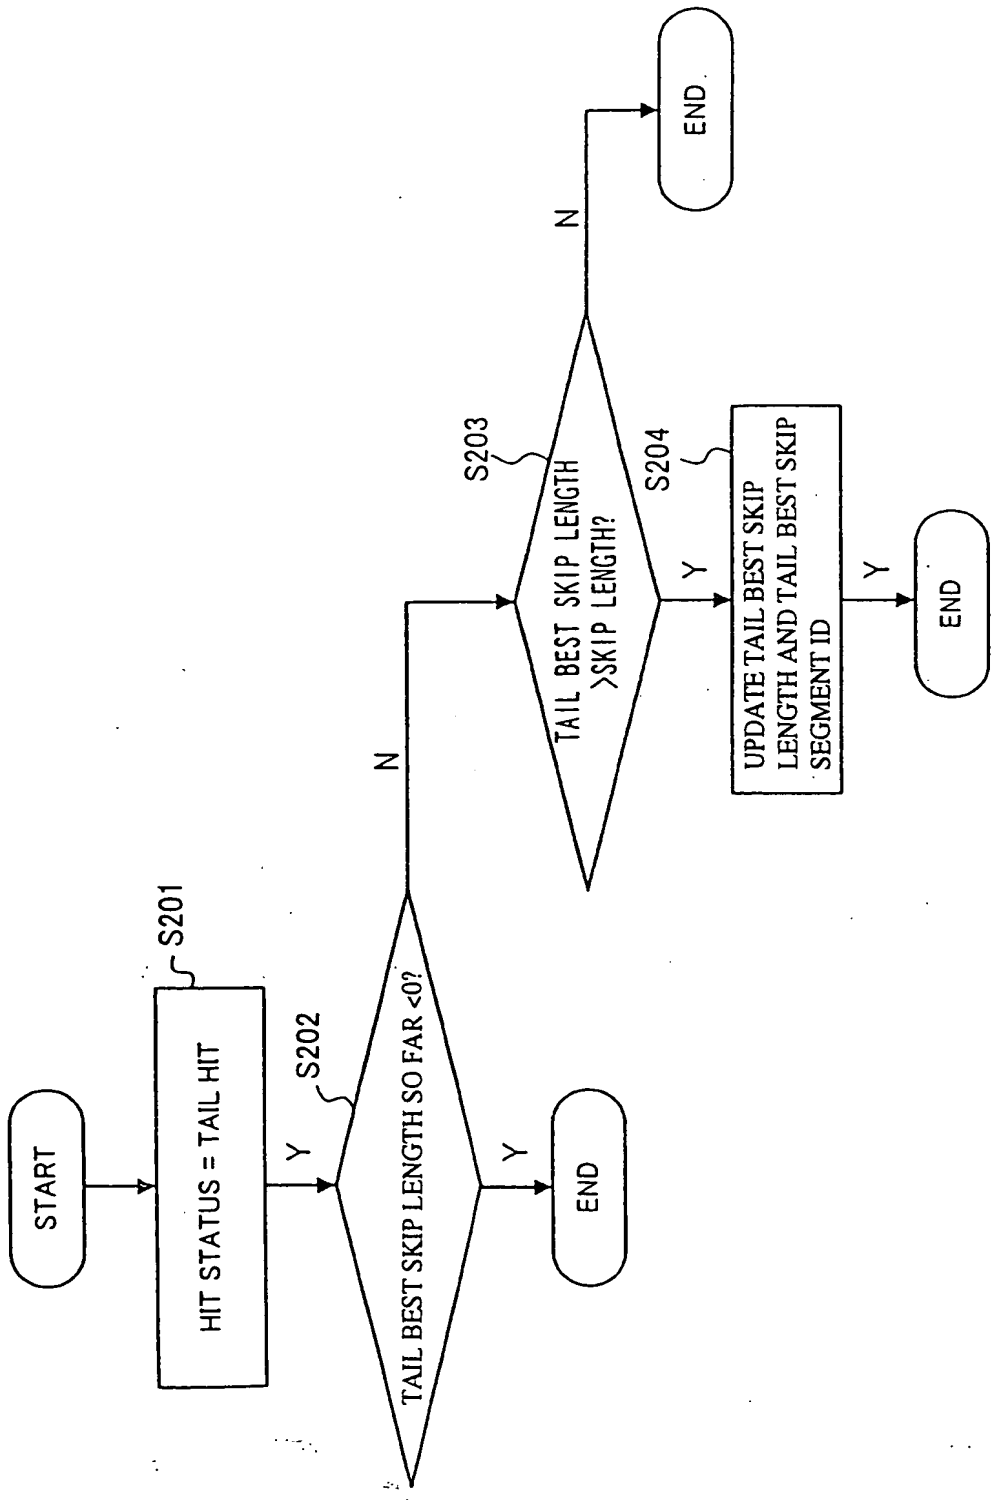 START
S201
HIT STATUS = TAIL HIT
Y
S202
TAIL BEST SKIP LENGTH SO FAR <0?
N
Y
END
S203
TAIL BEST SKIP LENGTH
>SKIP LENGTH?
N
END
Y
S204
UPDATE TAIL BEST SKIP
LENGTH AND TAIL BEST SKIP
SEGMENT ID
Y
END